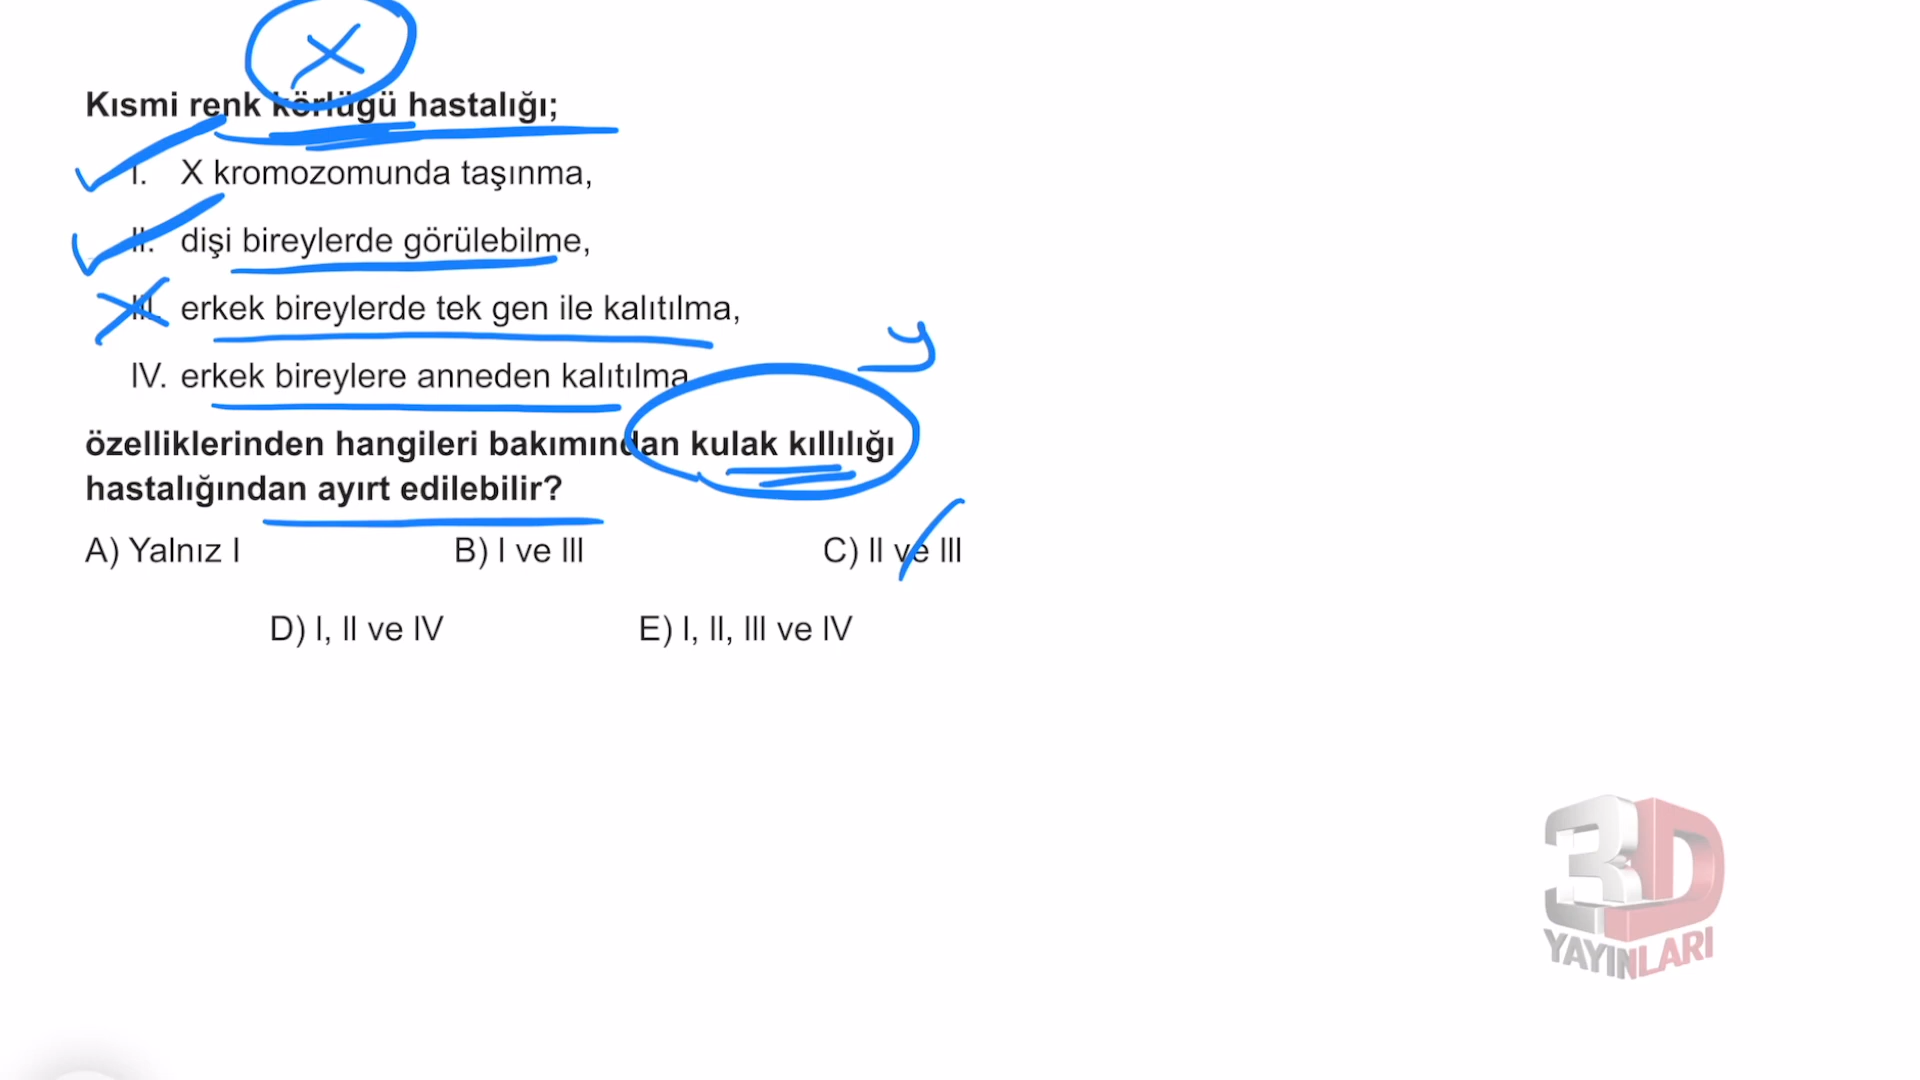 X
Kısmi renk körlüğü hastalığı;
I. X kromozomunda taşınma,
II. dişi bireylerde görülebilme,
III. erkek bireylerde tek gen ile kalıtılma,
y
IV. erkek bireylere anneden kalıtılma
özelliklerinden hangileri bakımından kulak kıllılığı
hastalığından ayırt edilebilir?
A) Yalnız I B) I ve III C) II ve III
D) I, II ve IV E) I, II, III ve IV
3D
YAYINLARI